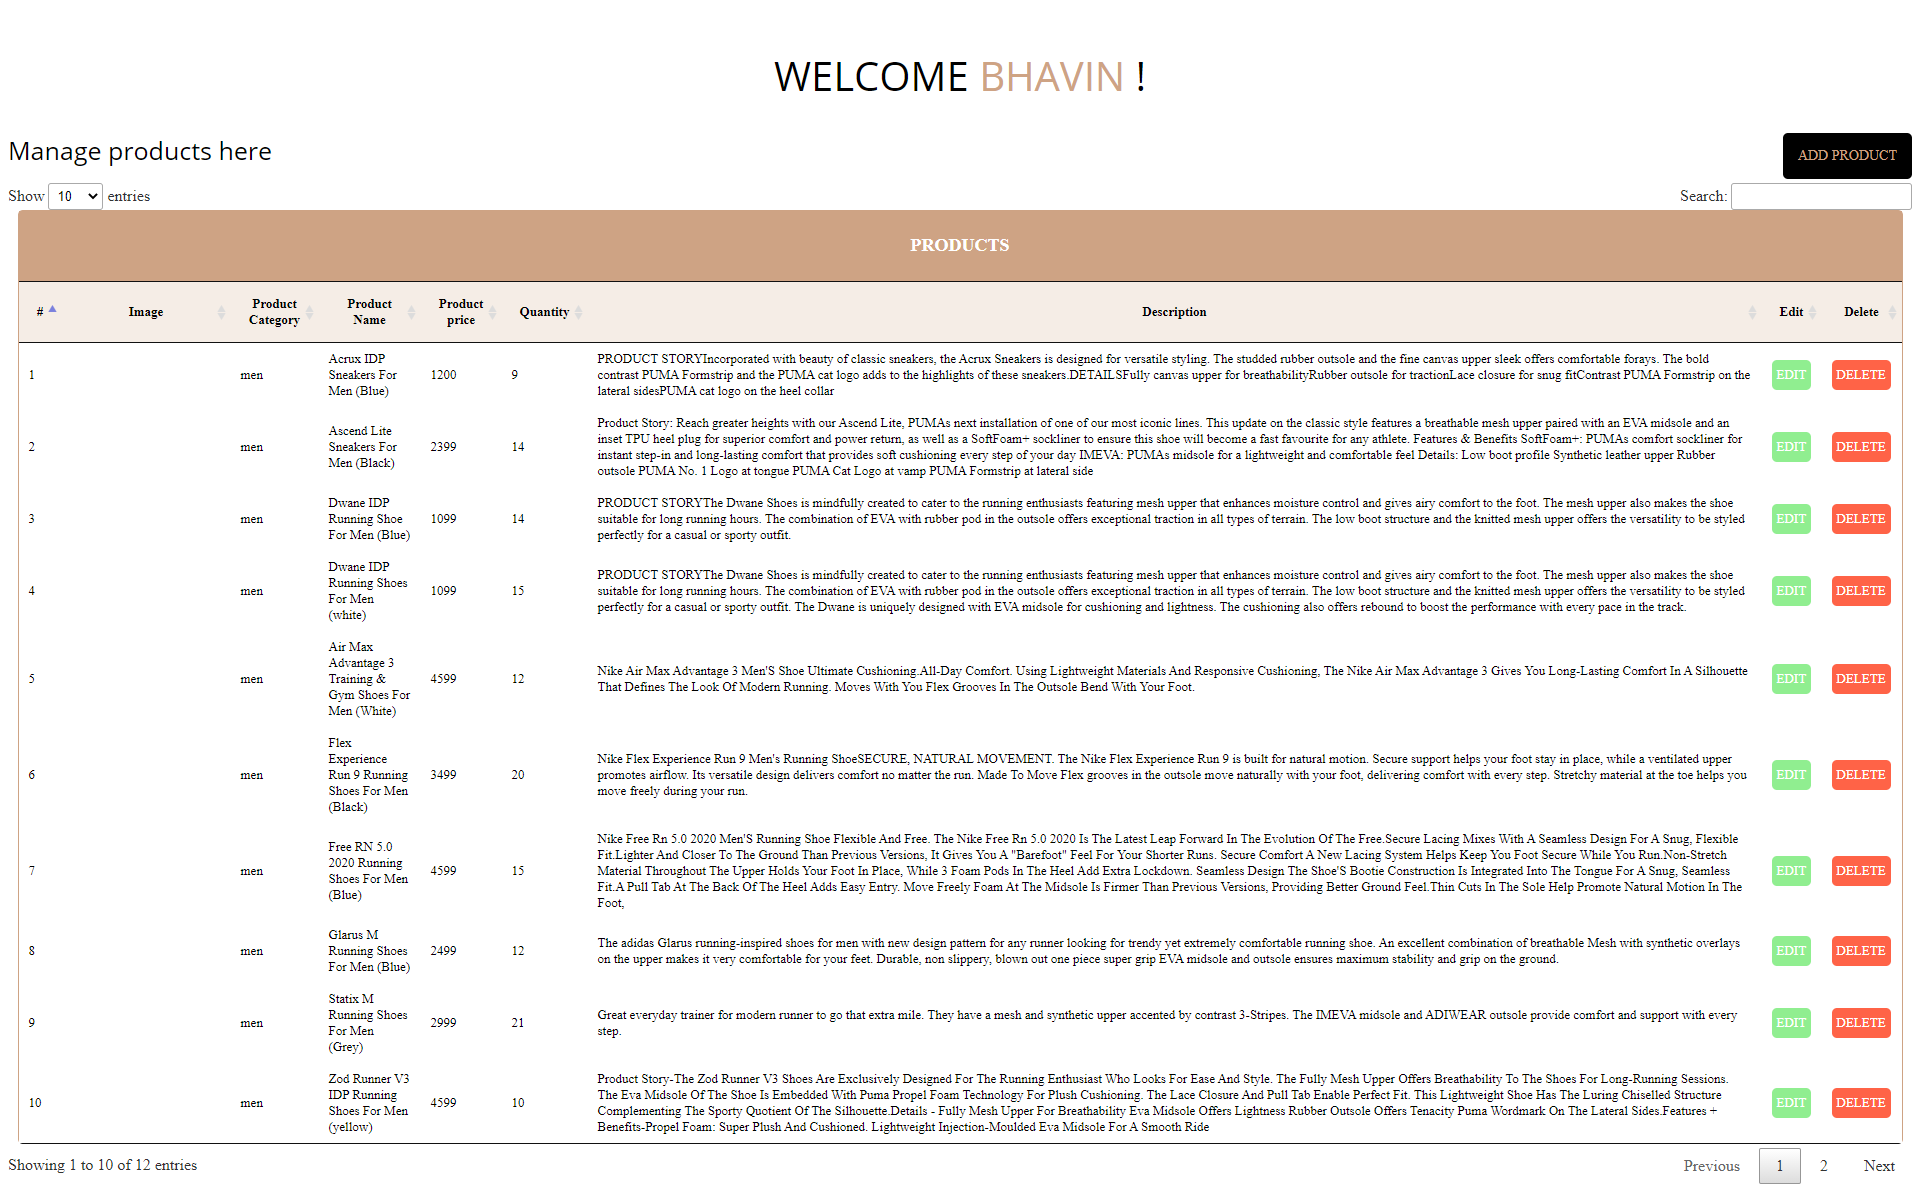 WELCOME BHAVIN !
Manage products here
ADD PRODUCT
Show 10 entries
Search:
PRODUCTS
# Image Product Category Product Name Product price Quantity Description Edit Delete
1 men Acrux IDP Sneakers For Men (Blue) 1200 9 PRODUCT STORYIncorporated with beauty of classic sneakers, the Acrux Sneakers is designed for versatile styling. The studded rubber outsole and the fine canvas upper sleek offers comfortable forays. The bold
contrast PUMA Formstrip and the PUMA cat logo adds to the highlights of these sneakers.DETAILSFully canvas upper for breathabilityRubber outsole for tractionLace closure for snug fitContrast PUMA Formstrip on the
lateral sidesPUMA cat logo on the heel collar
EDIT DELETE
2 men Ascend Lite Sneakers For Men (Black) 2399 14 Product Story: Reach greater heights with our Ascend Lite, PUMAs next installation of one of our most iconic lines. This update on the classic style features a breathable mesh upper paired with an EVA midsole and an
inset TPU heel plug for superior comfort and power return, as well as a SoftFoam+ sockliner to ensure this shoe will become a fast favourite for any athlete. Features & Benefits SoftFoam+: PUMAs comfort sockliner for
instant step-in and long-lasting comfort that provides soft cushioning every step of your day IMEVA: PUMAs midsole for a lightweight and comfortable feel Details: Low boot profile Synthetic leather upper Rubber
outsole PUMA No. 1 Logo at tongue PUMA Cat Logo at vamp PUMA Formstrip at lateral side
EDIT DELETE
3 men Dwane IDP Running Shoe For Men (Blue) 1099 14 PRODUCT STORYThe Dwane Shoes is mindfully created to cater to the running enthusiasts featuring mesh upper that enhances moisture control and gives airy comfort to the foot. The mesh upper also makes the shoe
suitable for long running hours. The combination of EVA with rubber pod in the outsole offers exceptional traction in all types of terrain. The low boot structure and the knitted mesh upper offers the versatility to be styled
perfectly for a casual or sporty outfit.
EDIT DELETE
4 men Dwane IDP Running Shoes For Men (white) 1099 15 PRODUCT STORYThe Dwane Shoes is mindfully created to cater to the running enthusiasts featuring mesh upper that enhances moisture control and gives airy comfort to the foot. The mesh upper also makes the shoe
suitable for long running hours. The combination of EVA with rubber pod in the outsole offers exceptional traction in all types of terrain. The low boot structure and the knitted mesh upper offers the versatility to be styled
perfectly for a casual or sporty outfit. The Dwane is uniquely designed with EVA midsole for cushioning and lightness. The cushioning also offers rebound to boost the performance with every pace in the track.
EDIT DELETE
5 men Air Max Advantage 3 Training & Gym Shoes For Men (White) 4599 12 Nike Air Max Advantage 3 Men'S Shoe Ultimate Cushioning.All-Day Comfort. Using Lightweight Materials And Responsive Cushioning, The Nike Air Max Advantage 3 Gives You Long-Lasting Comfort In A Silhouette
That Defines The Look Of Modern Running. Moves With You Flex Grooves In The Outsole Bend With Your Foot.
EDIT DELETE
6 men Flex Experience Run 9 Running Shoes For Men (Black) 3499 20 Nike Flex Experience Run 9 Men's Running ShoeSECURE, NATURAL MOVEMENT. The Nike Flex Experience Run 9 is built for natural motion. Secure support helps your foot stay in place, while a ventilated upper
promotes airflow. Its versatile design delivers comfort no matter the run. Made To Move Flex grooves in the outsole move naturally with your foot, delivering comfort with every step. Stretchy material at the toe helps you
move freely during your run.
EDIT DELETE
7 men Free RN 5.0 2020 Running Shoes For Men (Blue) 4599 15 Nike Free Rn 5.0 2020 Men'S Running Shoe Flexible And Free. The Nike Free Rn 5.0 2020 Is The Latest Leap Forward In The Evolution Of The Free.Secure Lacing Mixes With A Seamless Design For A Snug, Flexible
Fit.Lighter And Closer To The Ground Than Previous Versions, It Gives You A "Barefoot" Feel For Your Shorter Runs. Secure Comfort A New Lacing System Helps Keep You Foot Secure While You Run.Non-Stretch
Material Throughout The Upper Holds Your Foot In Place, While 3 Foam Pods In The Heel Add Extra Lockdown. Seamless Design The Shoe'S Bootie Construction Is Integrated Into The Tongue For A Snug, Seamless
Fit.A Pull Tab At The Back Of The Heel Adds Easy Entry. Move Freely Foam At The Midsole Is Firmer Than Previous Versions, Providing Better Ground Feel.Thin Cuts In The Sole Help Promote Natural Motion In The
Foot,
EDIT DELETE
8 men Glarus M Running Shoes For Men (Blue) 2499 12 The adidas Glarus running-inspired shoes for men with new design pattern for any runner looking for trendy yet extremely comfortable running shoe. An excellent combination of breathable Mesh with synthetic overlays
on the upper makes it very comfortable for your feet. Durable, non slippery, blown out one piece super grip EVA midsole and outsole ensures maximum stability and grip on the ground.
EDIT DELETE
9 men Statix M Running Shoes For Men (Grey) 2999 21 Great everyday trainer for modern runner to go that extra mile. They have a mesh and synthetic upper accented by contrast 3-Stripes. The IMEVA midsole and ADIWEAR outsole provide comfort and support with every
step.
EDIT DELETE
10 men Zod Runner V3 IDP Running Shoes For Men (yellow) 4599 10 Product Story-The Zod Runner V3 Shoes Are Exclusively Designed For The Running Enthusiast Who Looks For Ease And Style. The Fully Mesh Upper Offers Breathability To The Shoes For Long-Running Sessions.
The Eva Midsole Of The Shoe Is Embedded With Puma Propel Foam Technology For Plush Cushioning. The Lace Closure And Pull Tab Enable Perfect Fit. This Lightweight Shoe Has The Luring Chiselled Structure
Complementing The Sporty Quotient Of The Silhouette.Details - Fully Mesh Upper For Breathability Eva Midsole Offers Lightness Rubber Outsole Offers Tenacity Puma Wordmark On The Lateral Sides.Features +
Benefits-Propel Foam: Super Plush And Cushioned. Lightweight Injection-Moulded Eva Midsole For A Smooth Ride
EDIT DELETE
Showing 1 to 10 of 12 entries
Previous 1 2 Next